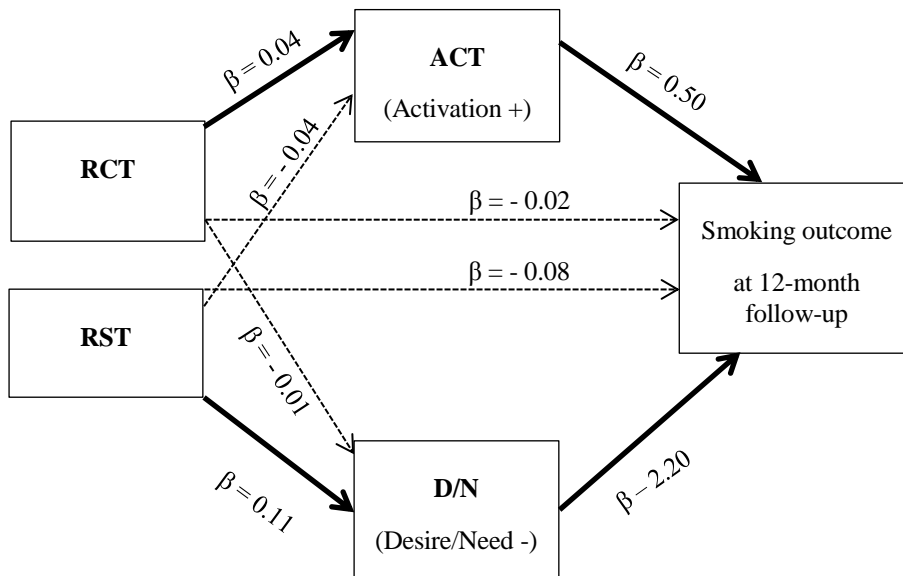 β = 0.04
ACT
(Activation +)
β = 0.50
β = - 0.04
RCT
β = - 0.02
Smoking outcome
at 12-month
follow-up
β = - 0.08
RST
β = - 0.01
β = 0.11
D/N
(Desire/Need -)
β – 2.20